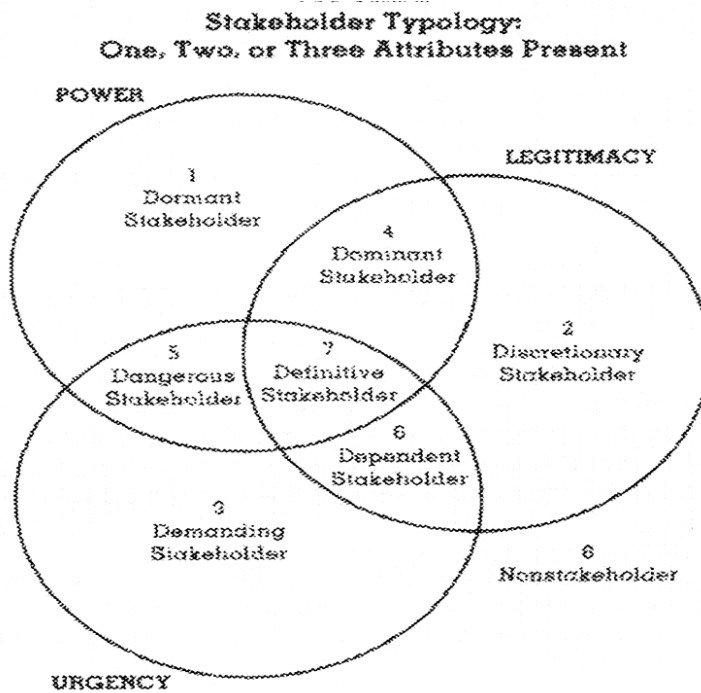 Stakeholder Typology:
One, Two, or Three Attributes Present
POWER
LEGITIMACY
1
Dormant
Stakeholder
4
Dominant
Stakeholder
2
Discretionary
Stakeholder
5
Dangerous
Stakeholder
7
Definitive
Stakeholder
6
Dependent
Stakeholder
3
Demanding
Stakeholder
8
Nonstakeholder
URGENCY